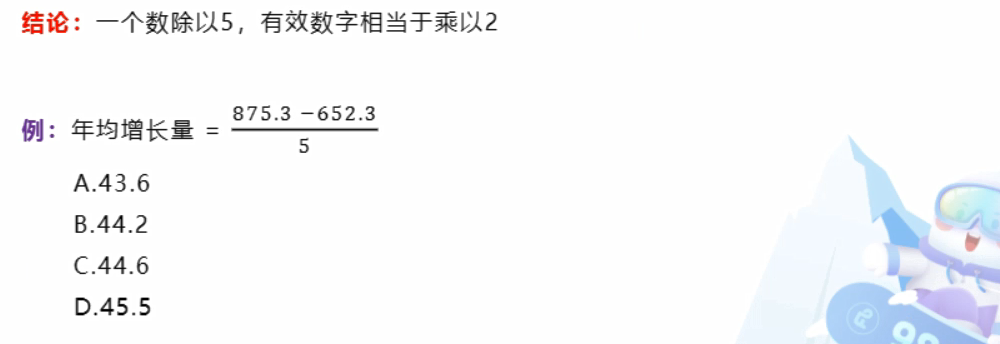 结论：一个数除以5，有效数字相当于乘以2
例：年均增长量 = \frac{875.3 −652.3}{5}
A.43.6
B.44.2
C.44.6
D.45.5